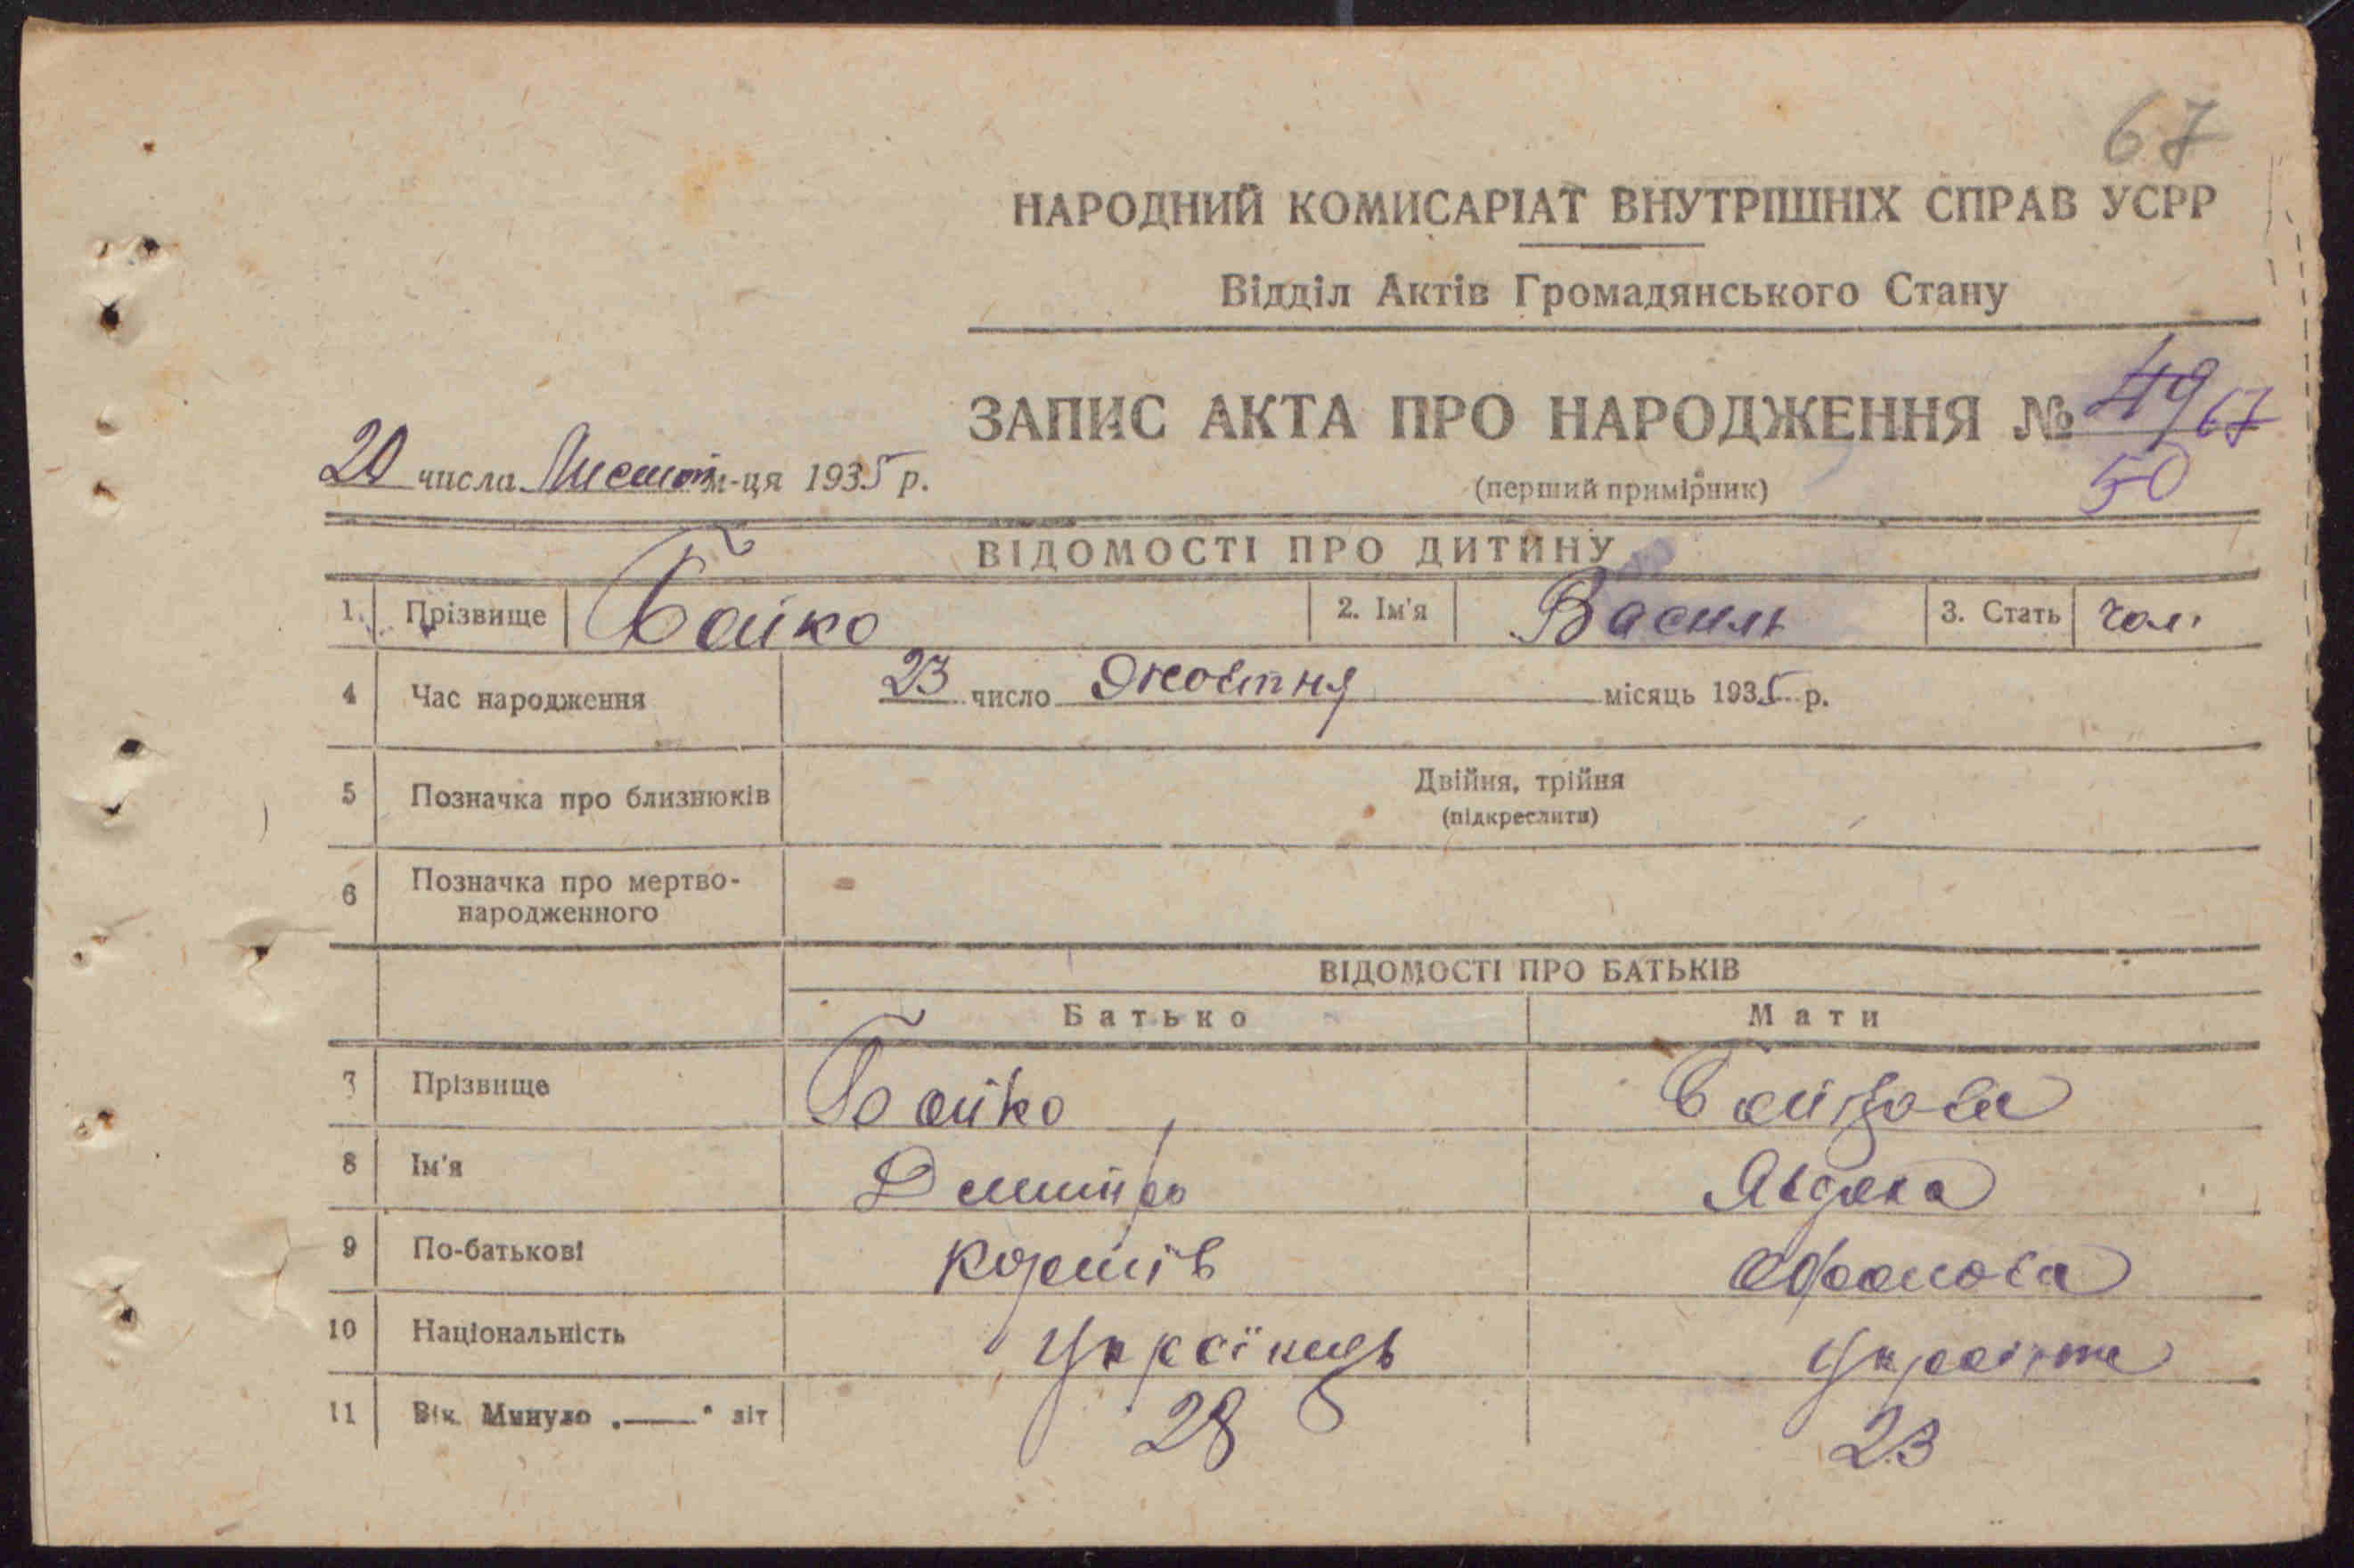 67
НАРОДНИЙ КОМИСАРІАТ ВНУТРІШНІХ СПРАВ УСРР
Відділ Актів Громадянського Стану
ЗАПИС АКТА ПРО НАРОДЖЕННЯ № 49 67
20 числа Листоп м-ця 1935 р.
(перший примірник) 50
ВІДОМОСТІ ПРО ДИТИНУ
1. Прізвище Бойко 2. Ім'я Василь 3. Стать чол.
4 Час народження 23 число Жовтня місяць 1935 р.
5 Позначка про близнюків Двійня, трійня
(підкреслити)
6 Позначка про мертво-
народженного
ВІДОМОСТІ ПРО БАТЬКІВ
Батько Мати
7 Прізвище Бойко
8 Ім'я Дмитро Явдоха
9 По-батькові
10 Національність Українець
11 Вік. Минуло „——" літ 28 23